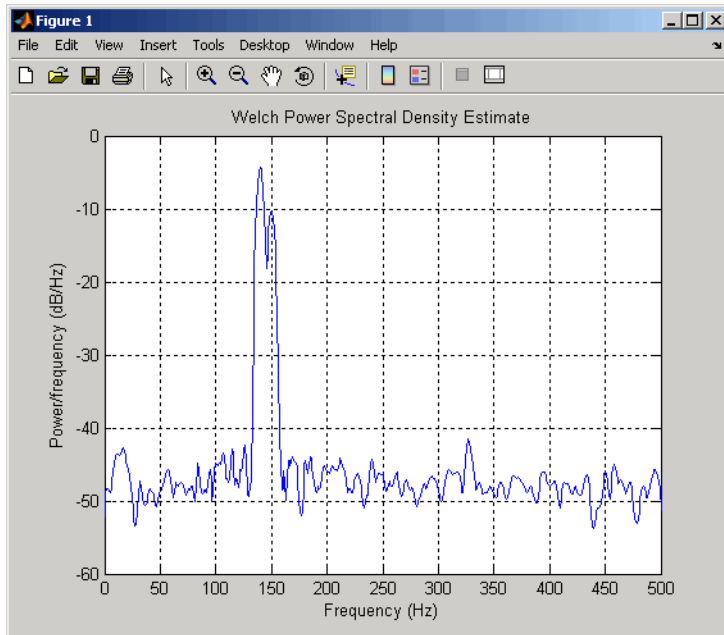 Figure 1
File Edit View Insert Tools Desktop Window Help
Welch Power Spectral Density Estimate
0
-10
-20
-30
-40
-50
-60
Power/frequency (dB/Hz)
0 50 100 150 200 250 300 350 400 450 500
Frequency (Hz)